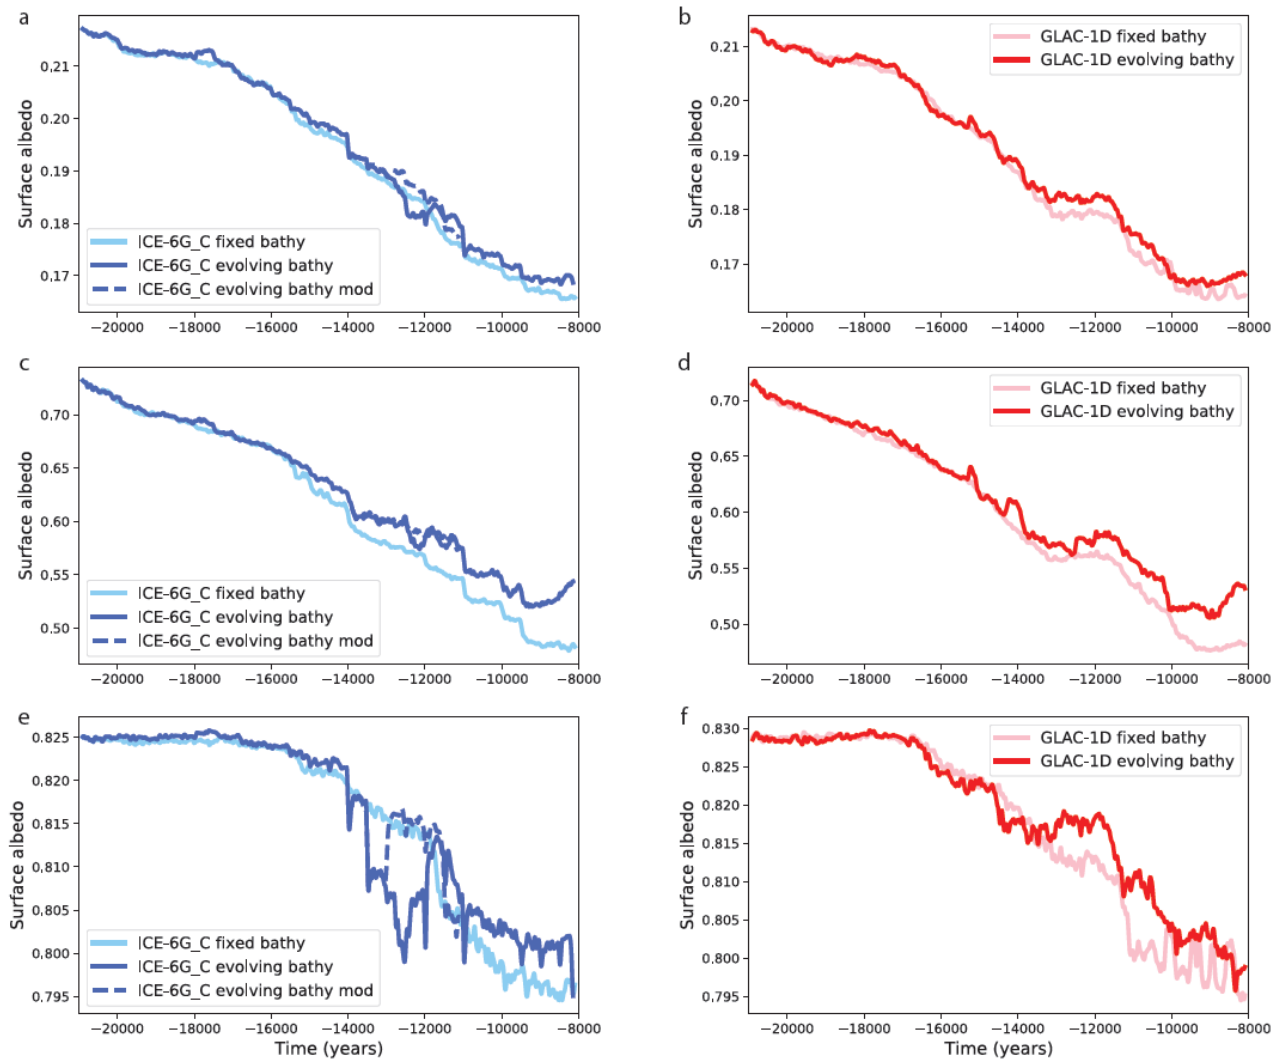 a
Surface albedo
0.21
0.20
0.19
0.18
0.17
ICE-6G_C fixed bathy
ICE-6G_C evolving bathy
ICE-6G_C evolving bathy mod
−20000 −18000 −16000 −14000 −12000 −10000 −8000
b
Surface albedo
0.21
0.20
0.19
0.18
0.17
GLAC-1D fixed bathy
GLAC-1D evolving bathy
−20000 −18000 −16000 −14000 −12000 −10000 −8000
c
Surface albedo
0.70
0.65
0.60
0.55
0.50
ICE-6G_C fixed bathy
ICE-6G_C evolving bathy
ICE-6G_C evolving bathy mod
−20000 −18000 −16000 −14000 −12000 −10000 −8000
d
Surface albedo
0.70
0.65
0.60
0.55
0.50
GLAC-1D fixed bathy
GLAC-1D evolving bathy
−20000 −18000 −16000 −14000 −12000 −10000 −8000
e
Surface albedo
0.825
0.820
0.815
0.810
0.805
0.800
0.795
ICE-6G_C fixed bathy
ICE-6G_C evolving bathy
ICE-6G_C evolving bathy mod
−20000 −18000 −16000 −14000 −12000 −10000 −8000
Time (years)
f
Surface albedo
0.830
0.825
0.820
0.815
0.810
0.805
0.800
0.795
GLAC-1D fixed bathy
GLAC-1D evolving bathy
−20000 −18000 −16000 −14000 −12000 −10000 −8000
Time (years)